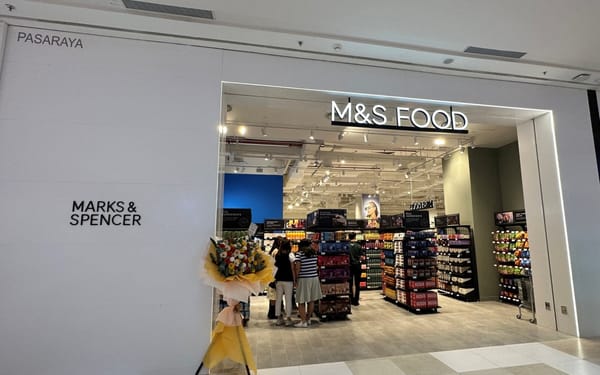 PASARAYA
M&S FOOD
MARKS &
SPENCER